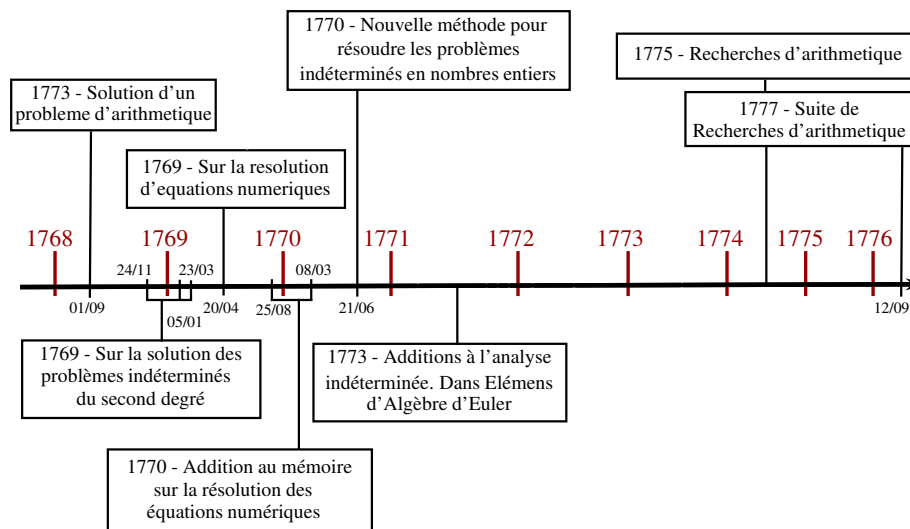 1770 - Nouvelle méthode pour
résoudre les problèmes
indéterminés en nombres entiers
1775 - Recherches d'arithmetique
1773 - Solution d'un
probleme d'arithmetique
1777 - Suite de
Recherches d'arithmetique
1769 - Sur la resolution
d'equations numeriques
1768
1769
1770
1771
1772
1773
1774
1775
1776
24/11
23/03
08/03
01/09
05/01
20/04
25/08
21/06
12/09
1769 - Sur la solution des
problèmes indéterminés
du second degré
1773 - Additions à l'analyse
indéterminée. Dans Elémens
d'Algèbre d'Euler
1770 - Addition au mémoire
sur la résolution des
équations numériques